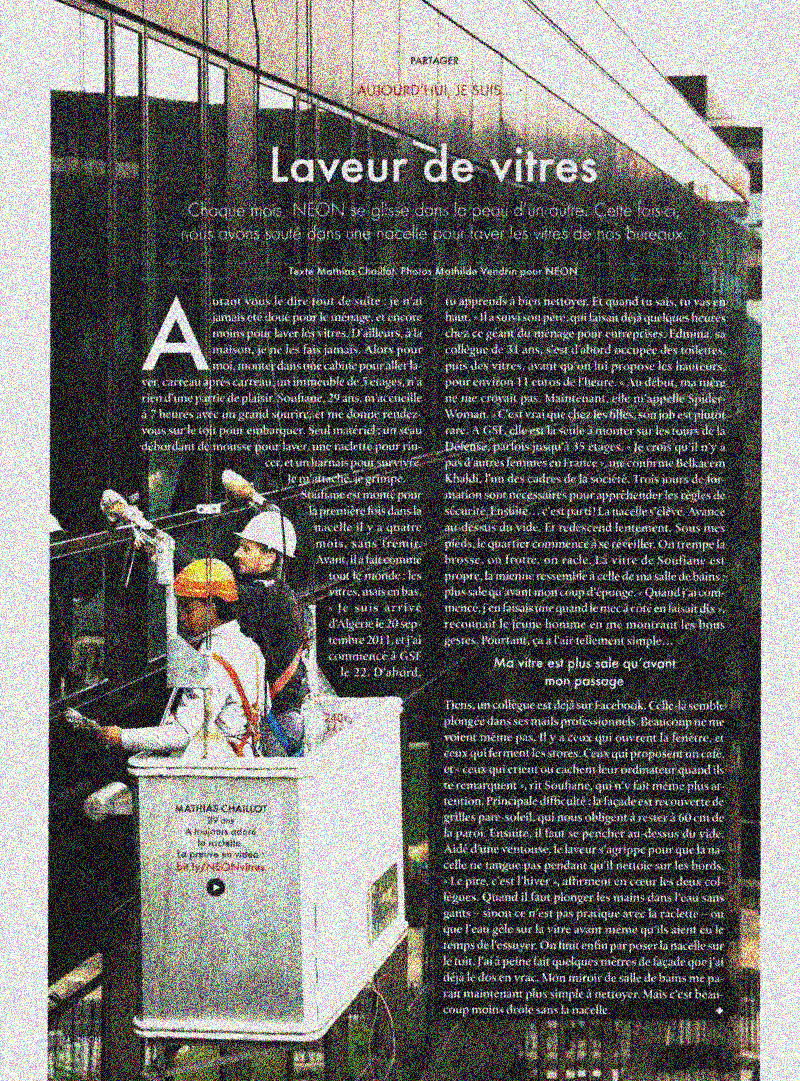 PARTAGER
AUJOURD'HUI, JE SUIS...
Laveur de vitres
Chaque mois, NEON se glisse dans la peau d'un autre. Cette fois-ci,
nous avons sauté dans une nacelle pour laver les vitres de nos bureaux.
Texte Mathias Chaillot. Photos Mathilde Vendrin pour NEON
Autant vous le dire tout de suite : je n'ai
jamais été doué pour le ménage, et encore
moins pour laver les vitres. D'ailleurs, à la
maison, je ne les fais jamais. Alors pour
moi, monter dans une cabine pour aller la-
ver, carreau après carreau, un immeuble de 5 étages, n'a
rien d'une partie de plaisir. Soufiane, 29 ans, m'accueille
à 7 heures avec un grand sourire, et me donne rendez-
vous sur le toit pour embarquer. Seul matériel : un seau
débordant de mousse pour laver, une raclette pour rin-
cer, et un harnais pour survivre.
Je m'attache, je grimpe.
Soufiane est monté pour
la première fois dans la
nacelle il y a quatre
mois, sans frémir.
Avant, il a fait comme
tout le monde : les
vitres, mais en bas.
« Je suis arrivé
d'Algérie le 20 sep-
tembre 2011, et j'ai
commencé à GSF
le 22. D'abord,
tu apprends à bien nettoyer. Et quand tu sais, tu vas en
haut. » Il a suivi son père, qui faisait déjà quelques heures
chez ce géant du ménage pour entreprises. Edmina, sa
collègue de 31 ans, s'est d'abord occupée des toilettes,
puis des vitres, avant qu'on lui propose les hauteurs,
pour environ 11 euros de l'heure. « Au début, ma mère
ne me croyait pas. Maintenant, elle m'appelle Spider-
Woman. » C'est vrai que chez les filles, son job est plutôt
rare. A GSF, elle est la seule à monter sur les tours de la
Défense, parfois jusqu'à 35 étages. « Je crois qu'il n'y a
pas d'autres femmes en France », me confirme Belkacem
Khaldi, l'un des cadres de la société. Trois jours de for-
mation sont nécessaires pour appréhender les règles de
sécurité. Ensuite... c'est parti ! La nacelle s'élève. Avance
au-dessus du vide. Et redescend lentement. Sous mes
pieds, le quartier commence à se réveiller. On trempe la
brosse, on frotte, on racle. La vitre de Soufiane est
propre, la mienne ressemble à celle de ma salle de bains :
plus sale qu'avant mon coup d'éponge. « Quand j'ai com-
mencé, j'en faisais une quand le mec à côté en faisait dix »,
reconnaît le jeune homme en me montrant les bons
gestes. Pourtant, ça a l'air tellement simple...
Ma vitre est plus sale qu'avant
mon passage
Tiens, un collègue est déjà sur Facebook. Celle-là semble
plongée dans ses mails professionnels. Beaucoup ne me
voient même pas. Il y a ceux qui ouvrent la fenêtre, et
ceux qui ferment les stores. Ceux qui proposent un café,
et « ceux qui crient ou cachent leur ordinateur quand ils
te remarquent », rit Soufiane, qui n'y fait même plus at-
tention. Principale difficulté : la façade est recouverte de
grilles pare-soleil, qui nous obligent à rester à 60 cm de
la paroi. Ensuite, il faut se pencher au-dessus du vide.
Aidé d'une ventouse, le laveur s'agrippe pour que la na-
celle ne tangue pas pendant qu'il nettoie sur les bords.
« Le pire, c'est l'hiver », affirment en chœur les deux col-
lègues. Quand il faut plonger les mains dans l'eau sans
gants – sinon ce n'est pas pratique avec la raclette – ou
que l'eau gèle sur la vitre avant même qu'ils aient eu le
temps de l'essuyer. On finit enfin par poser la nacelle sur
le toit. J'ai à peine fait quelques mètres de façade que j'ai
déjà le dos en vrac. Mon miroir de salle de bains me pa-
raît maintenant plus simple à nettoyer. Mais c'est beau-
coup moins drôle sans la nacelle.
MATHIAS CHAILLOT
29 ans
A toujours adoré
la raclette
La preuve en vidéo :
bit.ly/NEONvitres